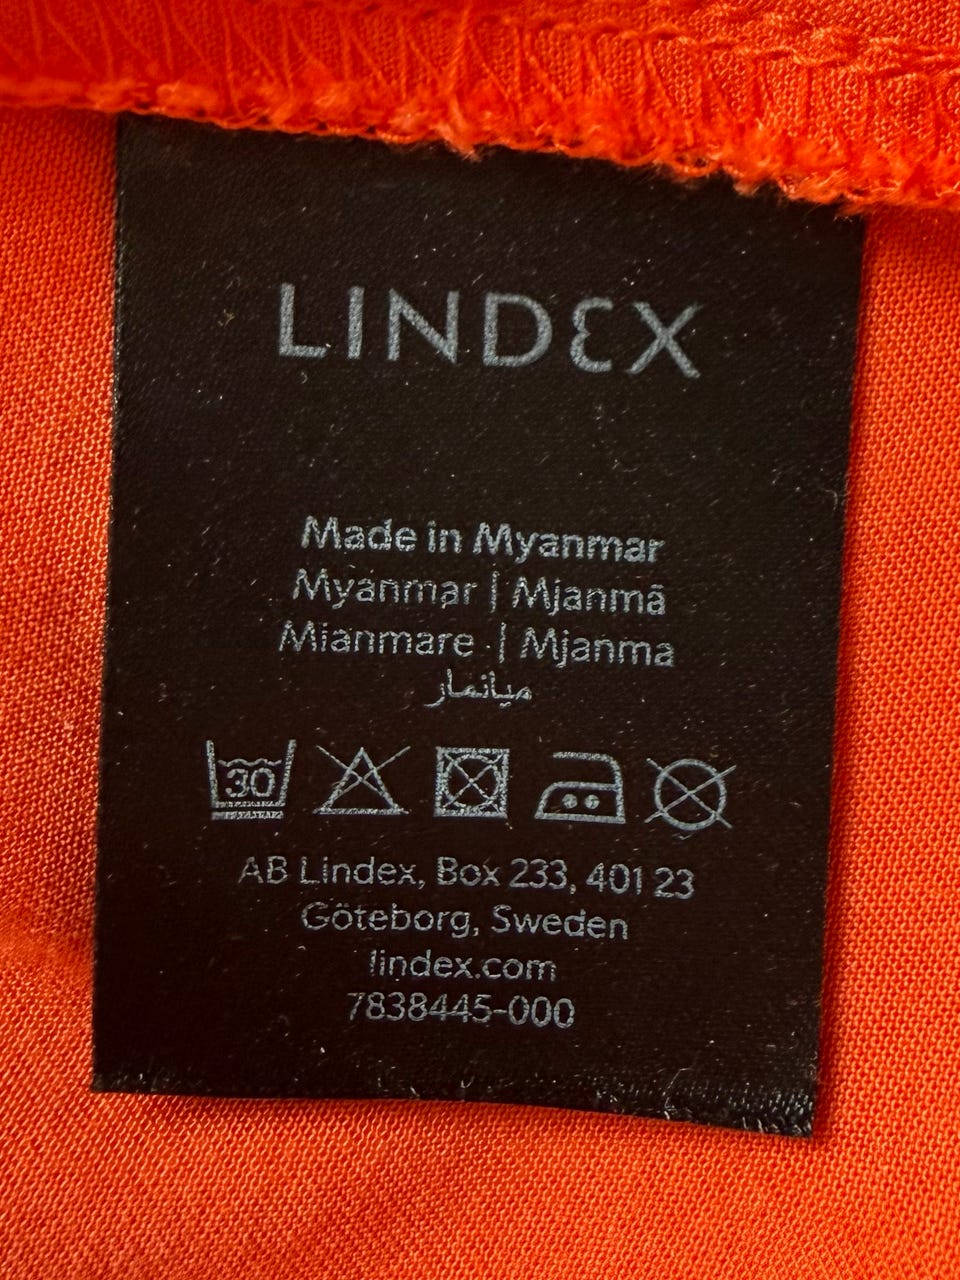 LINDEX
Made in Myanmar
Myanmar | Mjanmā
Mianmare | Mjanma
ميانمار
30
AB Lindex, Box 233, 401 23
Göteborg, Sweden
lindex.com
7838445-000